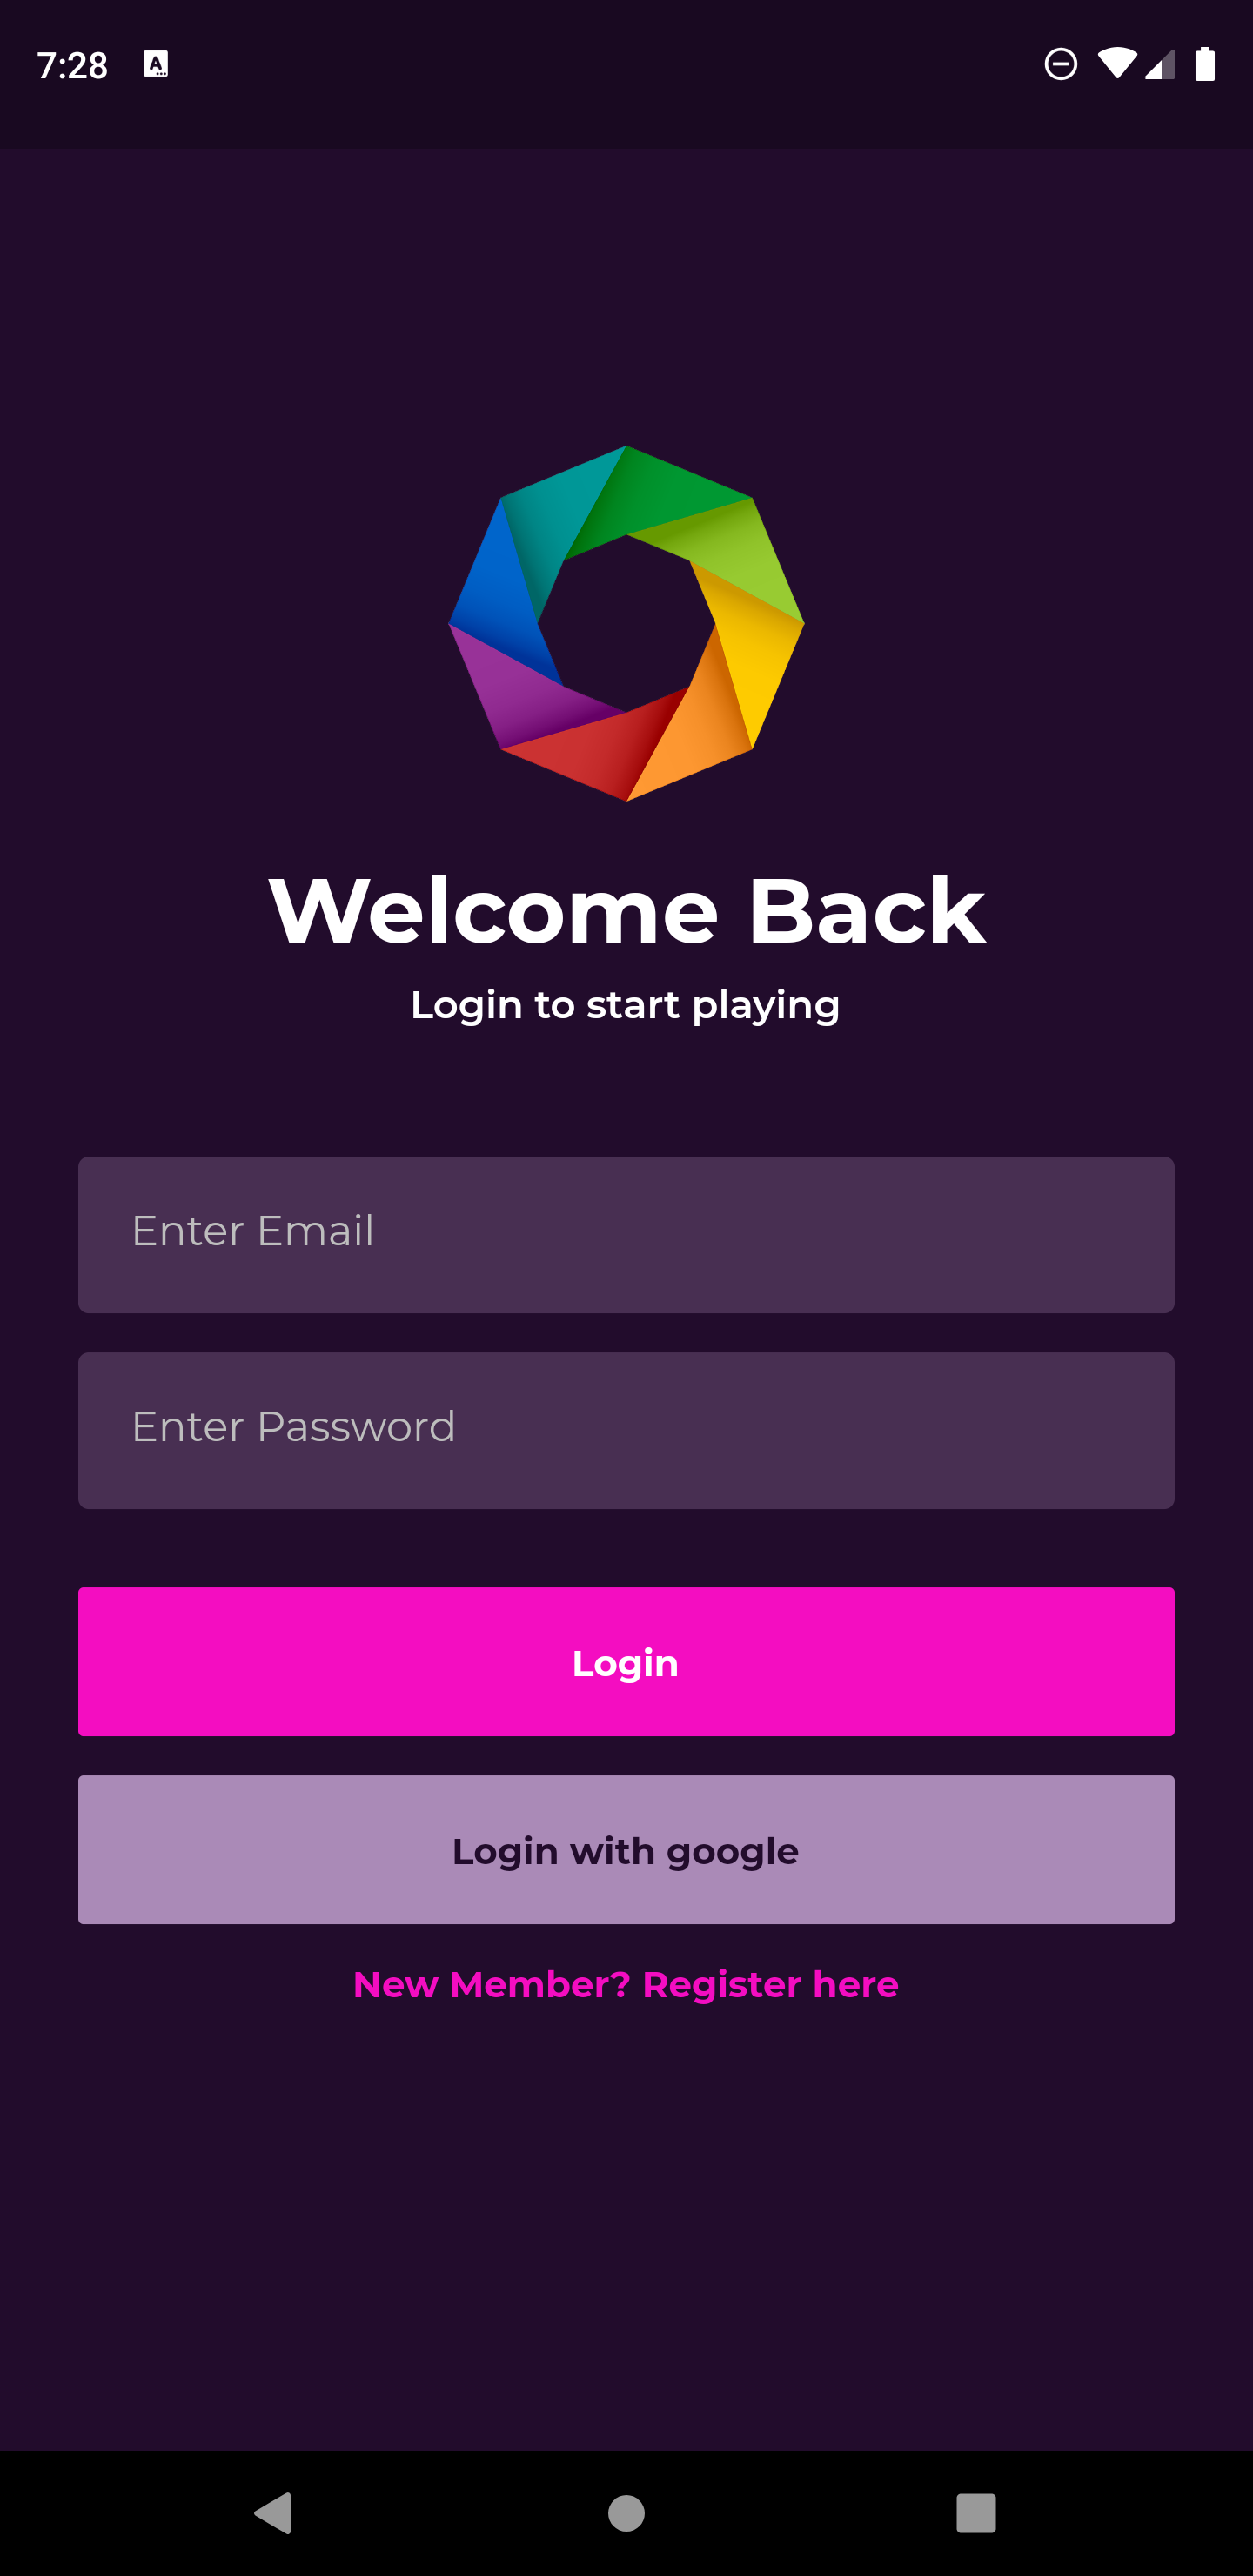 7:28
Welcome Back
Login to start playing
Enter Email
Enter Password
Login
Login with google
New Member? Register here